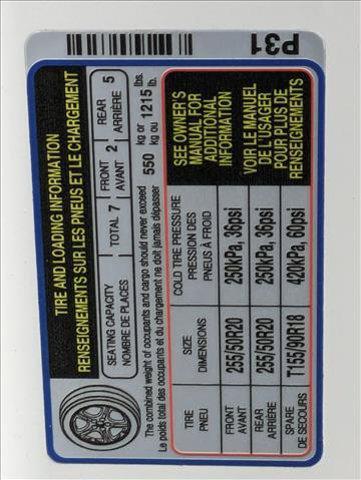 P31
TIRE AND LOADING INFORMATION
RENSEIGNEMENTS SUR LES PNEUS ET LE CHARGEMENT
SEATING CAPACITY
NOMBRE DE PLACES
TOTAL 7
FRONT
AVANT
2
REAR
ARRIÈRE
5
The combined weight of occupants and cargo should never exceed
Le poids total des occupants et du chargement ne doit jamais dépasser
550 kg or
kg ou
1215 lbs.
lb.
TIRE
PNEU
SIZE
DIMENSIONS
COLD TIRE PRESSURE
PRESSION DES
PNEUS À FROID
FRONT
AVANT
255/50R20
250kPa, 36psi
REAR
ARRIÈRE
255/50R20
250kPa, 36psi
SPARE
DE SECOURS
T155/90R18
420kPa, 60psi
SEE OWNER'S
MANUAL FOR
ADDITIONAL
INFORMATION
VOIR LE MANUEL
DE L'USAGER
POUR PLUS DE
RENSEIGNEMENTS